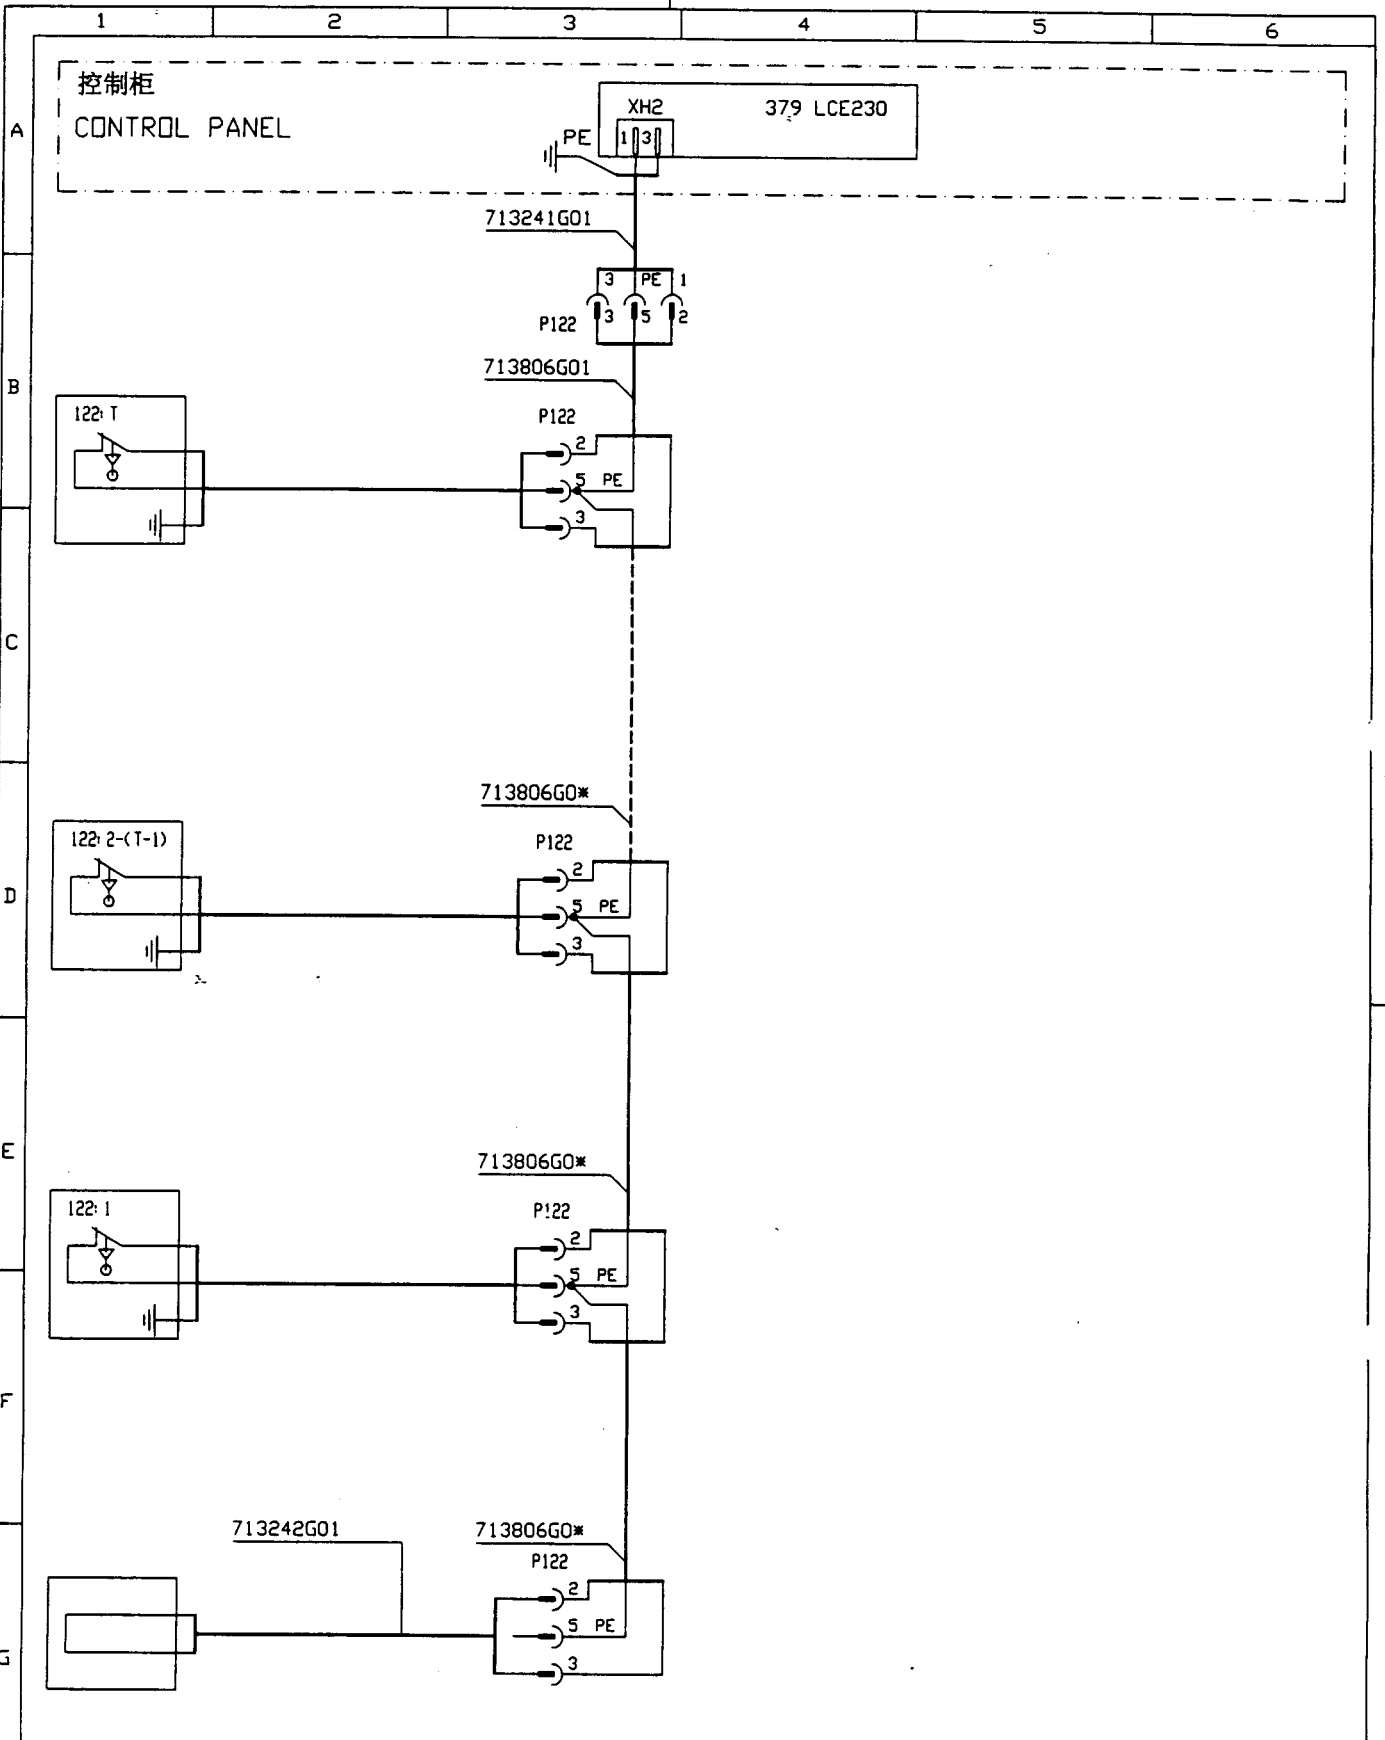 1 2 3 4 5 6
控制柜
CONTROL PANEL
XH2 379 LCE230
1 3
PE
A
713241G01
3 PE 1
3 5 2
P122
713806G01
B
122: T
P122
2
5 PE
3
C
713806G0*
122: 2-(T-1)
P122
2
5 PE
3
D
E
713806G0*
122: 1
P122
2
5 PE
3
F
713242G01 713806G0*
P122
2
5 PE
3
G